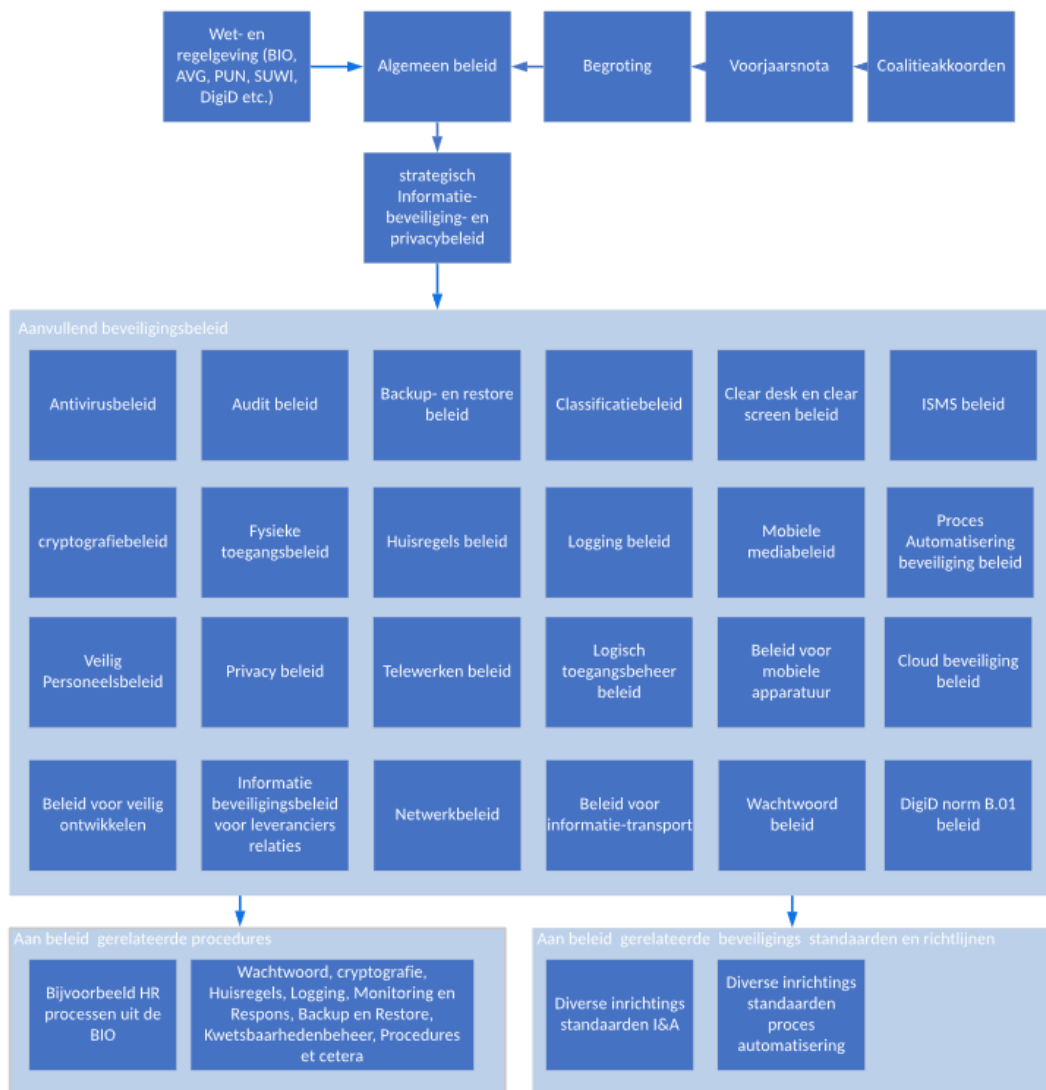 Wet- en
regelgeving (BIO,
AVG, PUN, SUWI,
DigiD etc.)
Algemeen beleid
Begroting
Voorjaarsnota
Coalitieakkoorden
strategisch
Informatie-
beveiliging- en
privacybeleid
Aanvullend beveiligingsbeleid
Antivirusbeleid
Audit beleid
Backup- en restore
beleid
Classificatiebeleid
Clear desk en clear
screen beleid
ISMS beleid
cryptografiebeleid
Fysieke
toegangsbeleid
Huisregels beleid
Logging beleid
Mobiele
mediabeleid
Proces
Automatisering
beveiliging beleid
Veilig
Personeelsbeleid
Privacy beleid
Telewerken beleid
Logisch
toegangsbeheer
beleid
Beleid voor
mobiele
apparatuur
Cloud beveiliging
beleid
Beleid voor veilig
ontwikkelen
Informatie
beveiligingsbeleid
voor leveranciers
relaties
Netwerkbeleid
Beleid voor
informatie-transport
Wachtwoord
beleid
DigiD norm B.01
beleid
Aan beleid gerelateerde procedures
Bijvoorbeeld HR
processen uit de
BIO
Wachtwoord, cryptografie,
Huisregels, Logging, Monitoring en
Respons, Backup en Restore,
Kwetsbaarhedenbeheer, Procedures
et cetera
Aan beleid gerelateerde beveiligings standaarden en richtlijnen
Diverse inrichtings
standaarden I&A
Diverse inrichtings
standaarden
proces
automatisering